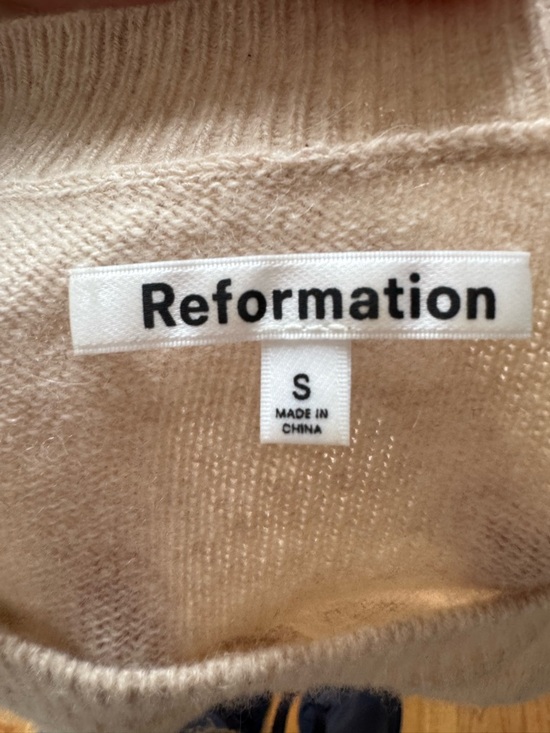 Reformation
S
MADE IN
CHINA